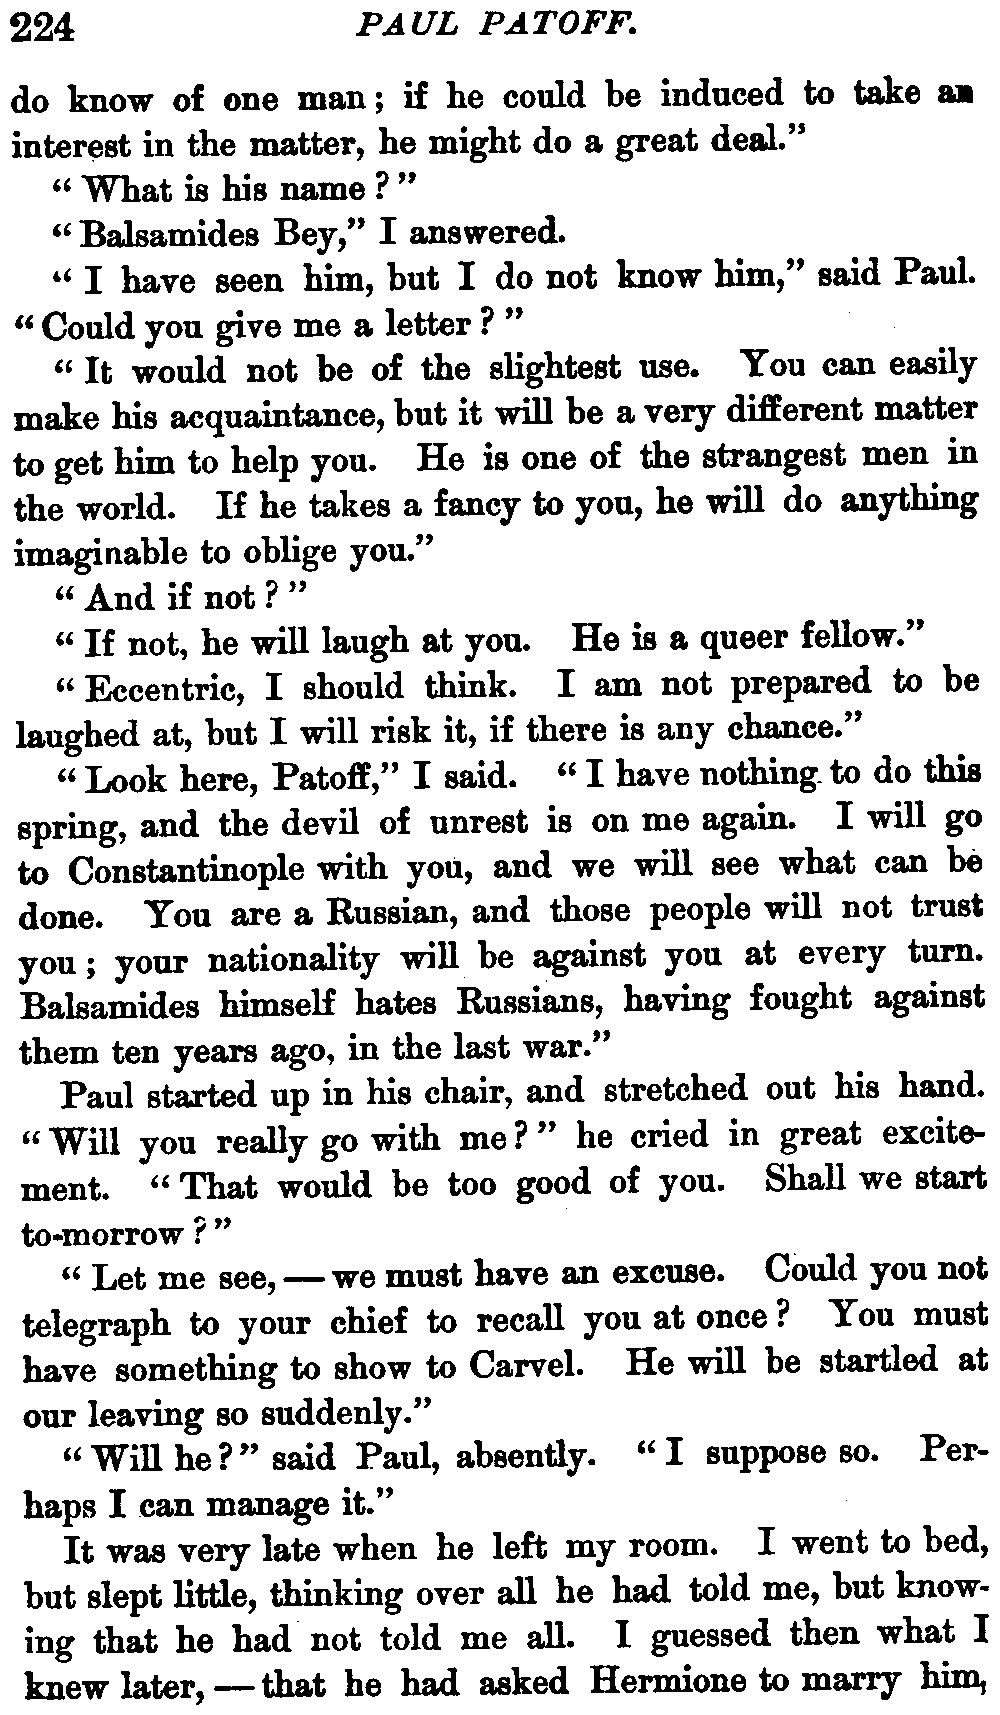 224 PAUL PATOFF.
do know of one man; if he could be induced to take an
interest in the matter, he might do a great deal."
"What is his name?"
"Balsamides Bey," I answered.
"I have seen him, but I do not know him," said Paul.
"Could you give me a letter?"
"It would not be of the slightest use. You can easily
make his acquaintance, but it will be a very different matter
to get him to help you. He is one of the strangest men in
the world. If he takes a fancy to you, he will do anything
imaginable to oblige you."
"And if not?"
"If not, he will laugh at you. He is a queer fellow."
"Eccentric, I should think. I am not prepared to be
laughed at, but I will risk it, if there is any chance."
"Look here, Patoff," I said. "I have nothing to do this
spring, and the devil of unrest is on me again. I will go
to Constantinople with you, and we will see what can be
done. You are a Russian, and those people will not trust
you; your nationality will be against you at every turn.
Balsamides himself hates Russians, having fought against
them ten years ago, in the last war."
Paul started up in his chair, and stretched out his hand.
"Will you really go with me?" he cried in great excite-
ment. "That would be too good of you. Shall we start
to-morrow?"
"Let me see,—we must have an excuse. Could you not
telegraph to your chief to recall you at once? You must
have something to show to Carvel. He will be startled at
our leaving so suddenly."
"Will he?" said Paul, absently. "I suppose so. Per-
haps I can manage it."
It was very late when he left my room. I went to bed,
but slept little, thinking over all he had told me, but know-
ing that he had not told me all. I guessed then what I
knew later,—that he had asked Hermione to marry him,